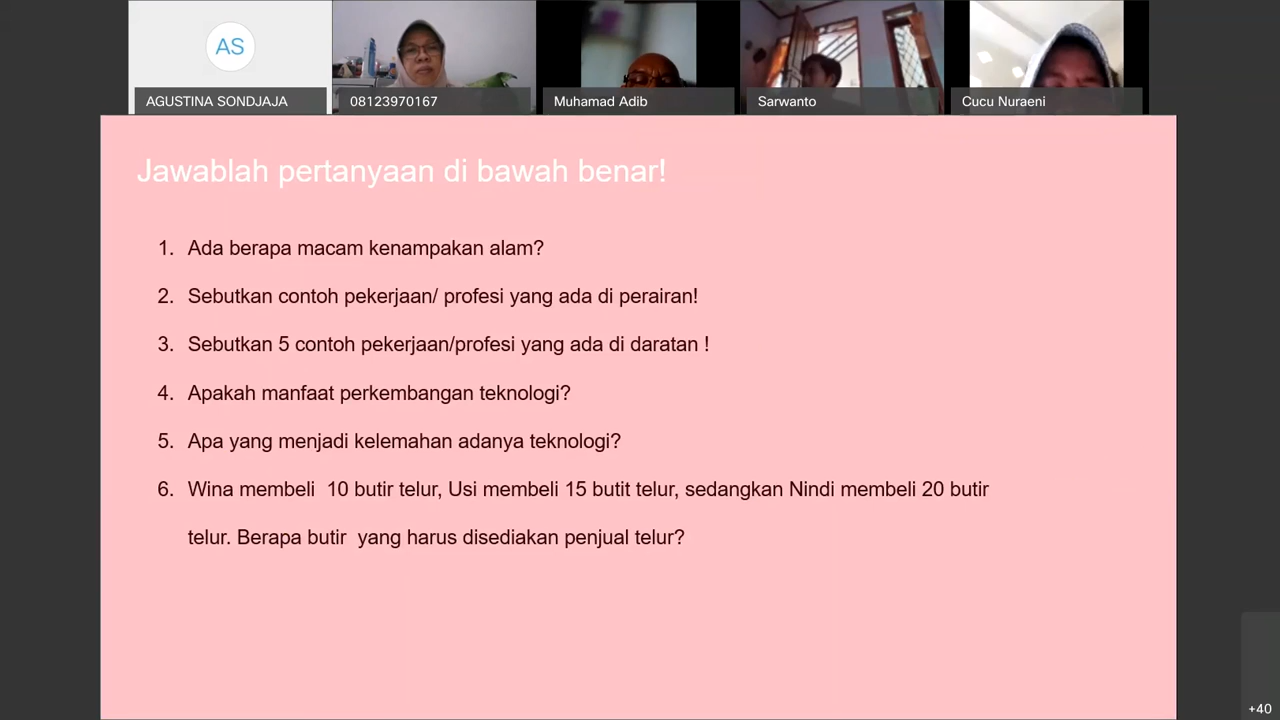 AS
AGUSTINA SONDJAJA
08123970167
Muhamad Adib
Sarwanto
Cucu Nuraeni
Jawablah pertanyaan di bawah benar!
1. Ada berapa macam kenampakan alam?
2. Sebutkan contoh pekerjaan/ profesi yang ada di perairan!
3. Sebutkan 5 contoh pekerjaan/profesi yang ada di daratan !
4. Apakah manfaat perkembangan teknologi?
5. Apa yang menjadi kelemahan adanya teknologi?
6. Wina membeli 10 butir telur, Usi membeli 15 butit telur, sedangkan Nindi membeli 20 butir
telur. Berapa butir yang harus disediakan penjual telur?
+40